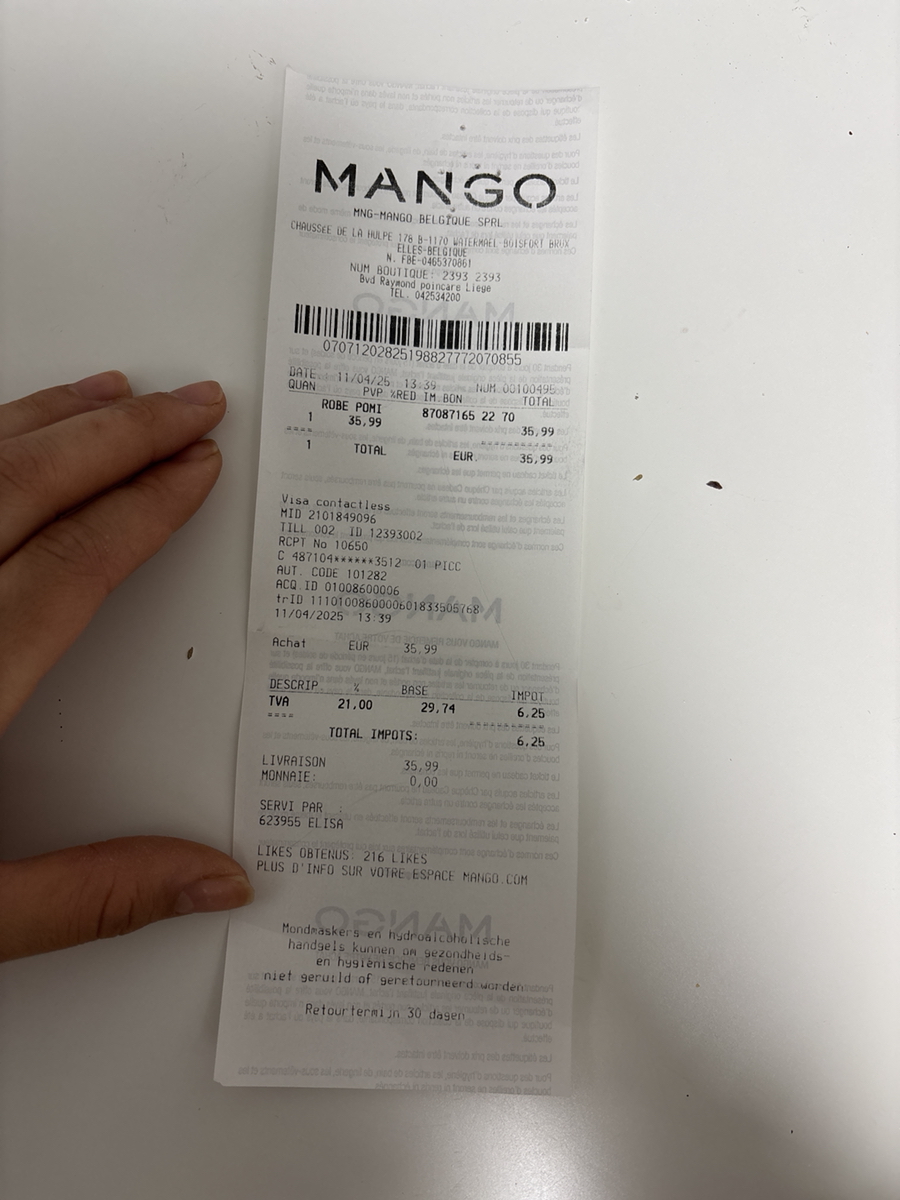 MANGO
MNG-MANGO BELGIQUE SPRL
CHAUSSÉE DE LA HULPE 178 B-1170 WATERMAEL-BOISFORT BRUX
ELLES-BELGIQUE
N. FBE-0465370861
NUM BOUTIQUE: 2393 2393
Bvd Raymond poincare Liege
TEL. 042534200
07071202825198827772070855
DATE 11/04/25 13:39 NUM.00100495
QUAN PVP %RED IM.BON TOTAL
ROBE POMI 87087165 22 70
1 35,99 35,99
==== ==========
1 TOTAL EUR. 35,99
Visa contactless
MID 2101849096
TILL 002 ID 12393002
RCPT No 10650
C 487104******3512 01 PICC
AUT. CODE 101282
ACQ ID 01008600006
trID 1110100860000601833505768
11/04/2025 13:39
Achat EUR 35,99
DESCRIP % BASE IMPOT
TVA 21,00 29,74 6,25
==== ==========
TOTAL IMPOTS: 6,25
LIVRAISON 35,99
MONNAIE: 0,00
SERVI PAR :
623955 ELISA
LIKES OBTENUS: 216 LIKES
PLUS D'INFO SUR VOTRE ESPACE MANGO.COM
Mondmaskers en hydroalcoholische
handgels kunnen om gezondheids-
en hygiënische redenen
niet geruild of geretourneerd worden
Retourtermijn 30 dagen